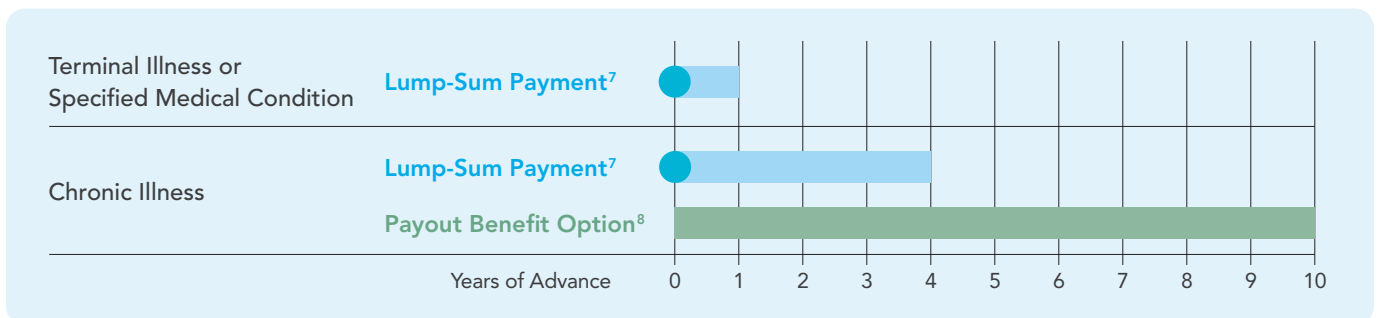 Terminal Illness or
Specified Medical Condition
Lump-Sum Payment⁷
Chronic Illness
Lump-Sum Payment⁷
Payout Benefit Option⁸
Years of Advance 0 1 2 3 4 5 6 7 8 9 10